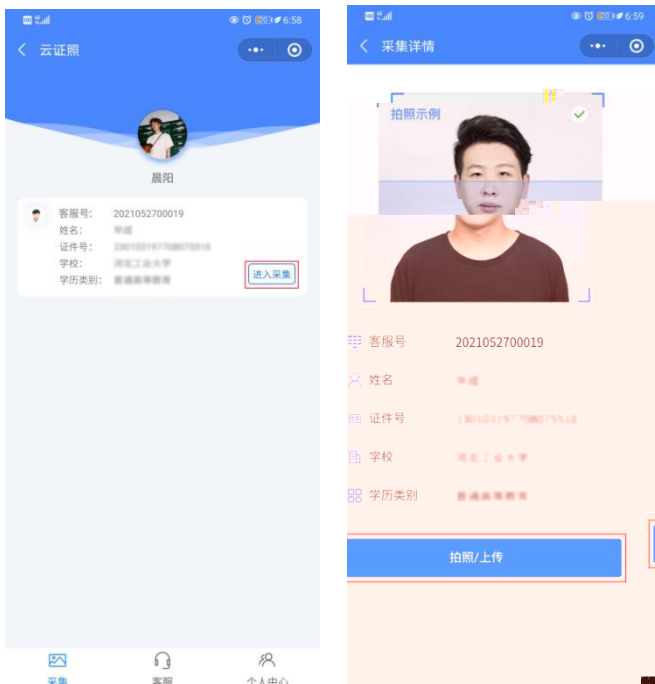 6:58
云证照
晨阳
客服号: 2021052700019
姓名:
证件号:
学校:
学历类别:
进入采集
采集
客服
个人中心
6:59
采集详情
拍照示例
客服号 2021052700019
姓名
证件号
学校
学历类别
拍照/上传